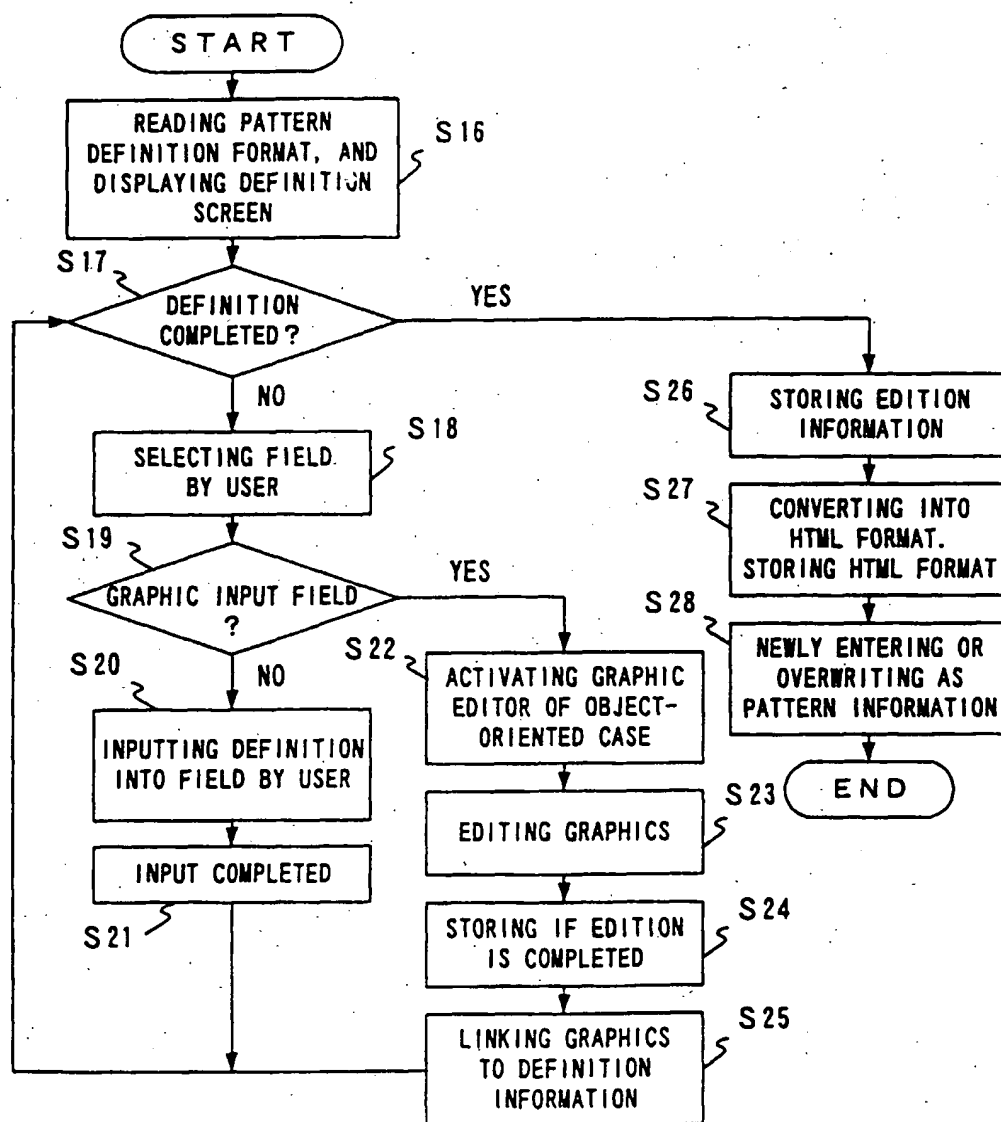 START
READING PATTERN
DEFINITION FORMAT, AND
DISPLAYING DEFINITION
SCREEN
S16
S17
DEFINITION
COMPLETED?
YES
NO
SELECTING FIELD
BY USER
S18
S19
GRAPHIC INPUT FIELD
?
YES
NO
S20
INPUTTING DEFINITION
INTO FIELD BY USER
INPUT COMPLETED
S21
S22
ACTIVATING GRAPHIC
EDITOR OF OBJECT-
ORIENTED CASE
S23
EDITING GRAPHICS
S24
STORING IF EDITION
IS COMPLETED
S25
LINKING GRAPHICS
TO DEFINITION
INFORMATION
S26
STORING EDITION
INFORMATION
S27
CONVERTING INTO
HTML FORMAT.
STORING HTML FORMAT
S28
NEWLY ENTERING OR
OVERWRITING AS
PATTERN INFORMATION
END